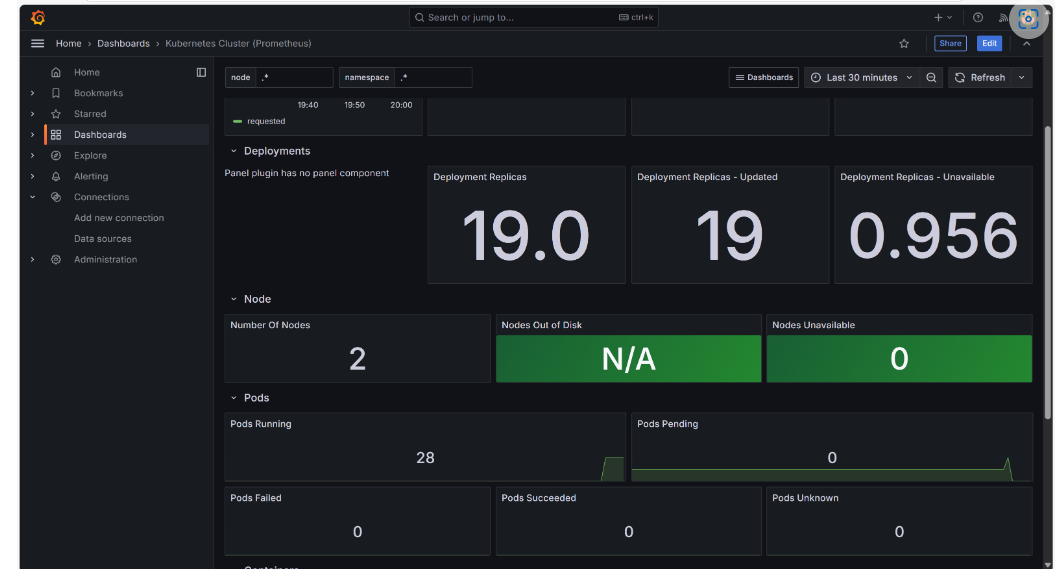 Search or jump to... ctrl+k
Home › Dashboards › Kubernetes Cluster (Prometheus) Share Edit
Home
Bookmarks
Starred
Dashboards
Explore
Alerting
Connections
Add new connection
Data sources
Administration
node .* namespace .* Dashboards Last 30 minutes Refresh
19:40 19:50 20:00
requested
Deployments
Panel plugin has no panel component
Deployment Replicas
19.0
Deployment Replicas - Updated
19
Deployment Replicas - Unavailable
0.956
Node
Number Of Nodes
2
Nodes Out of Disk
N/A
Nodes Unavailable
0
Pods
Pods Running
28
Pods Pending
0
Pods Failed
0
Pods Succeeded
0
Pods Unknown
0